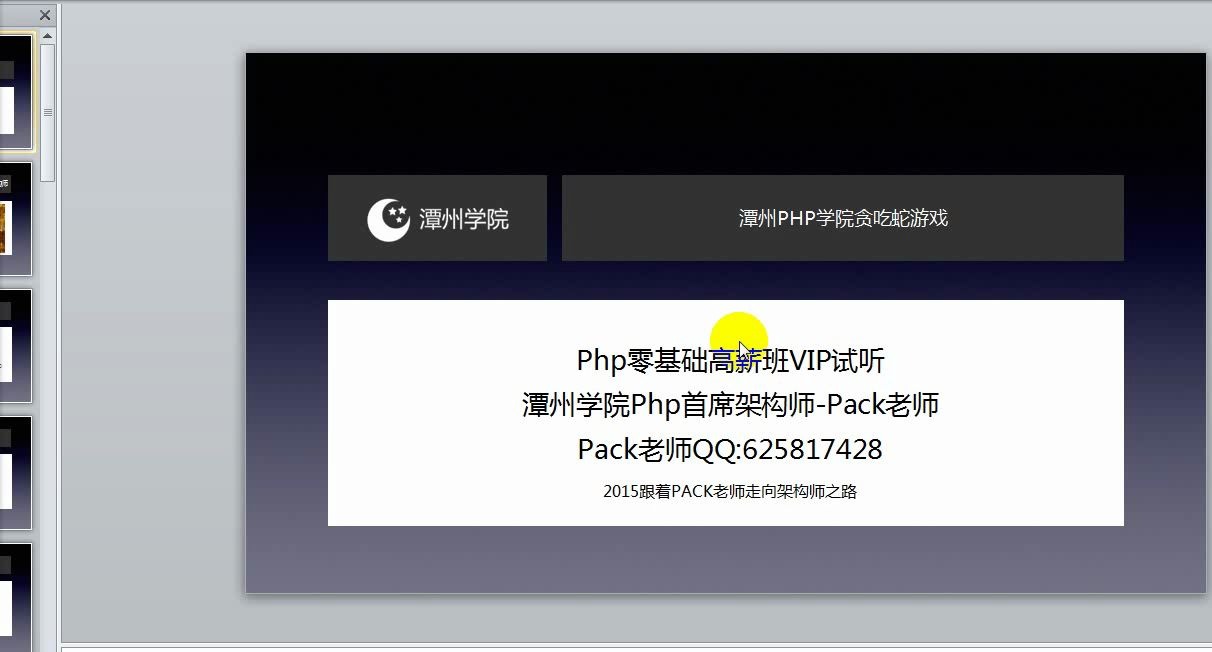 潭州学院
潭州PHP学院贪吃蛇游戏
Php零基础高薪班VIP试听
潭州学院Php首席架构师-Pack老师
Pack老师QQ:625817428
2015跟着PACK老师走向架构师之路